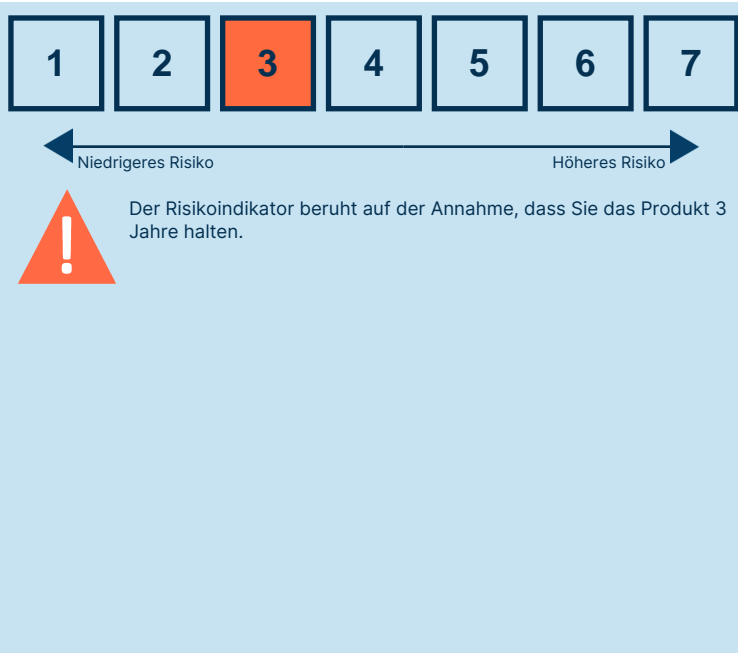 1 2 3 4 5 6 7
Niedrigeres Risiko Höheres Risiko
Der Risikoindikator beruht auf der Annahme, dass Sie das Produkt 3
Jahre halten.